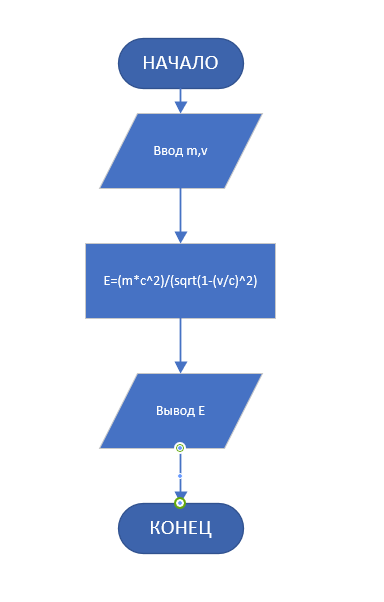 НАЧАЛО
Ввод m,v
E=(m*c^2)/(sqrt(1-(v/c)^2)
Вывод E
КОНЕЦ